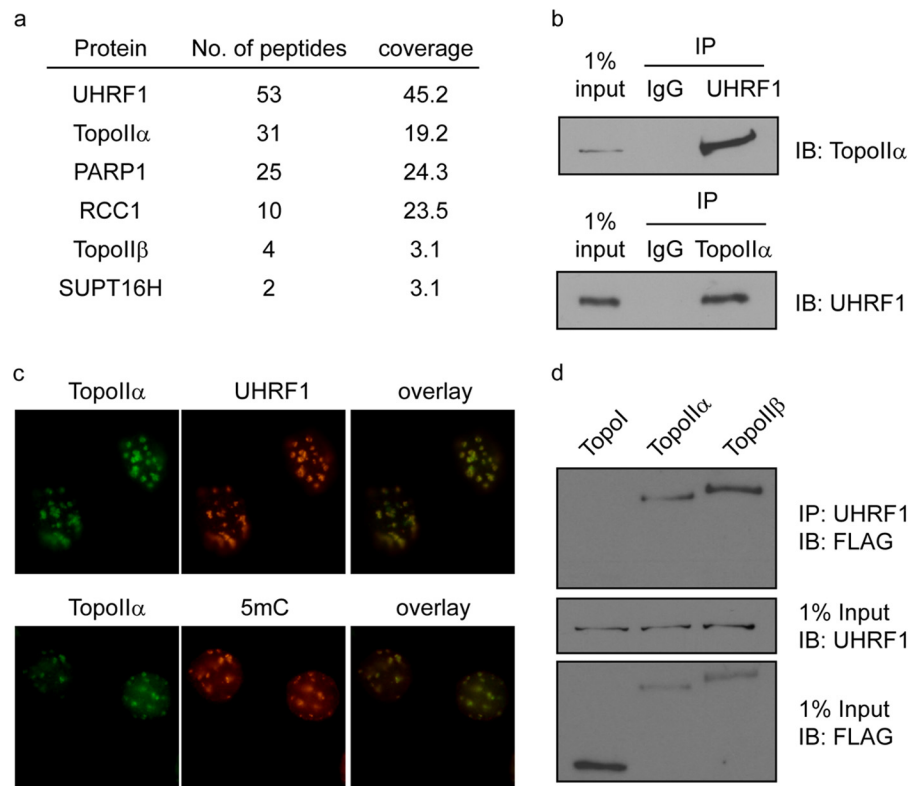 a
Protein No. of peptides coverage
UHRF1 53 45.2
TopoIIα 31 19.2
PARP1 25 24.3
RCC1 10 23.5
TopoIIβ 4 3.1
SUPT16H 2 3.1
b
IP
1% input IgG UHRF1
IB: TopoIIα
IP
1% input IgG TopoIIα
IB: UHRF1
c
TopoIIα UHRF1 overlay
TopoIIα 5mC overlay
d
TopoI TopoIIα TopoIIβ
IP: UHRF1
IB: FLAG
1% Input
IB: UHRF1
1% Input
IB: FLAG